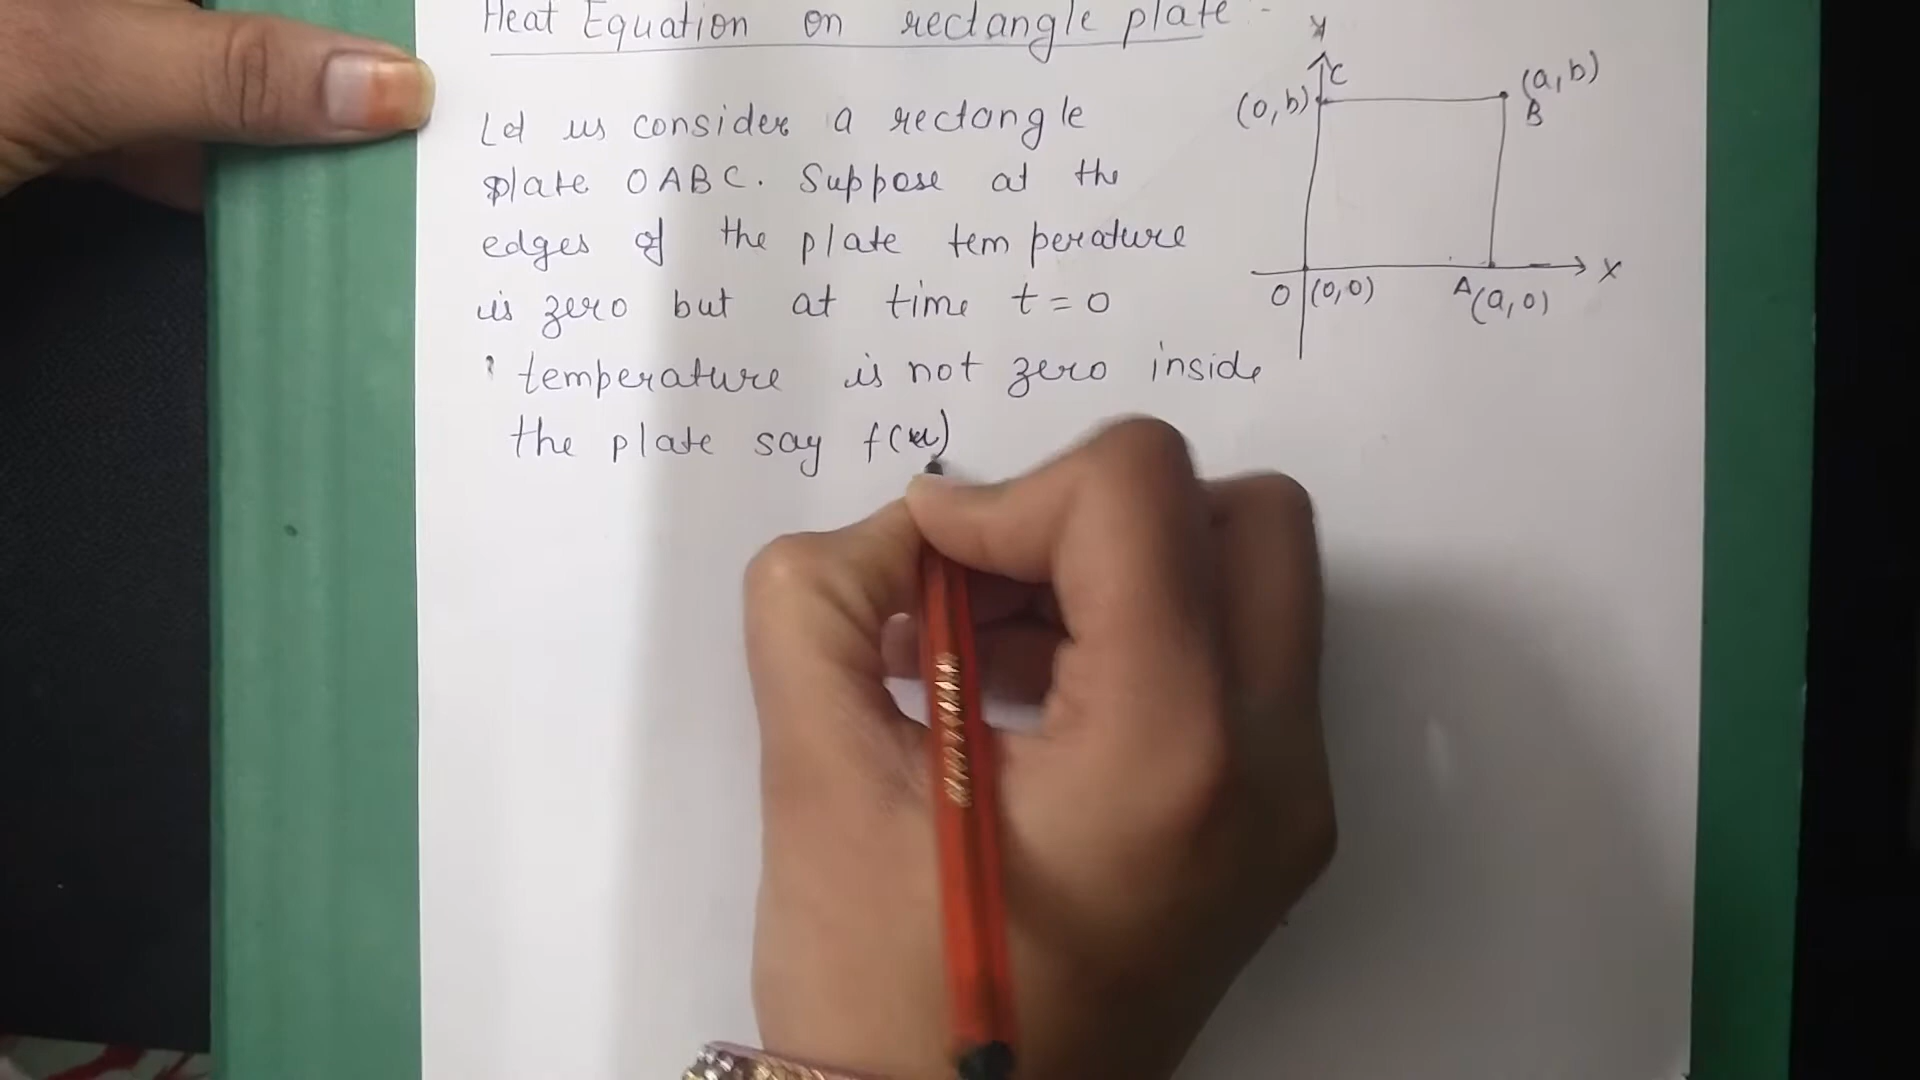 Heat Equation on rectangle plate -
Let us consider a rectangle
plate OABC. Suppose at the
edges of the plate temperature
is zero but at time t = 0
temperature is not zero inside
the plate say f(x)
y
C
(0,b)
(a,b)
B
X
O
(0,0)
A
(a,0)